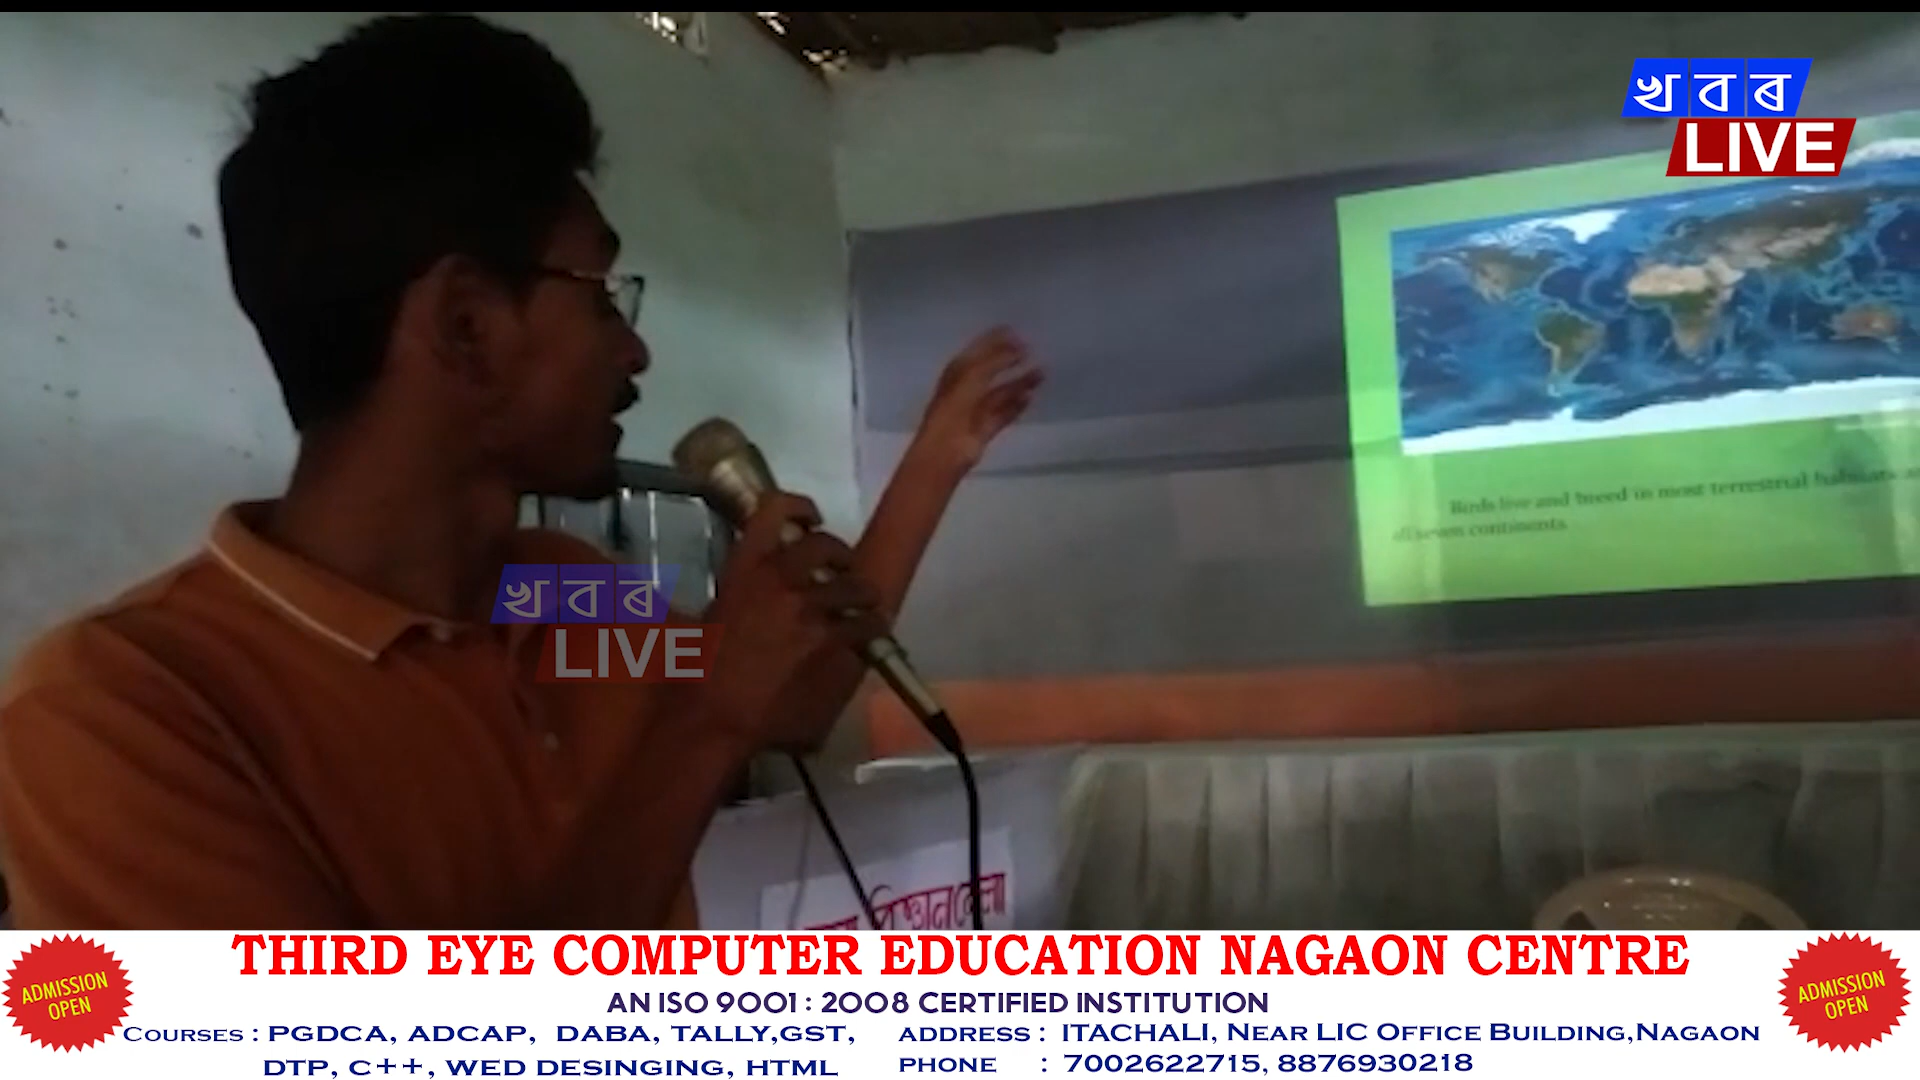 খবৰ
LIVE
Birds live and breed in most terrestrial habitats
all seven continents.
খবৰ
LIVE
THIRD EYE COMPUTER EDUCATION NAGAON CENTRE
AN ISO 9001 : 2008 CERTIFIED INSTITUTION
ADMISSION
OPEN
COURSES : PGDCA, ADCAP, DABA, TALLY,GST,
DTP, C++, WED DESINGING, HTML
ADDRESS : ITACHALI, NEAR LIC OFFICE BUILDING,NAGAON
PHONE : 7002622715, 8876930218
ADMISSION
OPEN